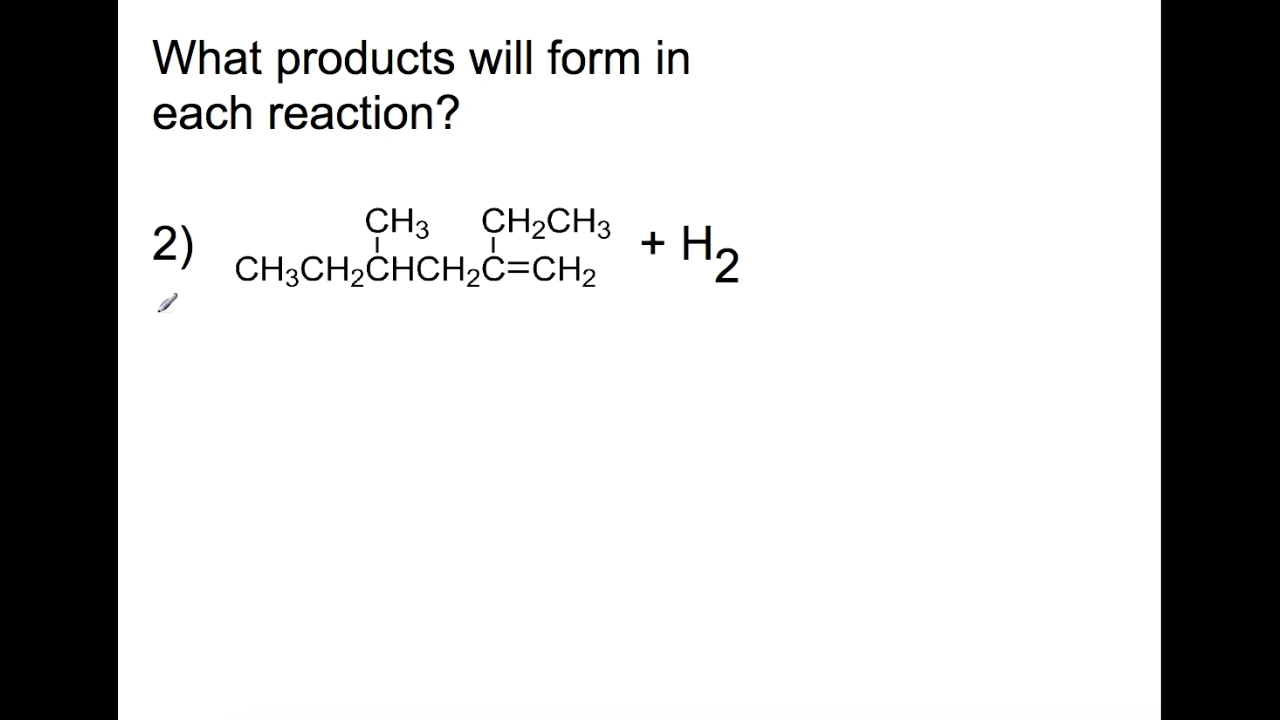 What products will form in
each reaction?
CH₃ CH₂CH₃
2) CH₃CH₂CHCH₂C=CH₂ + H₂